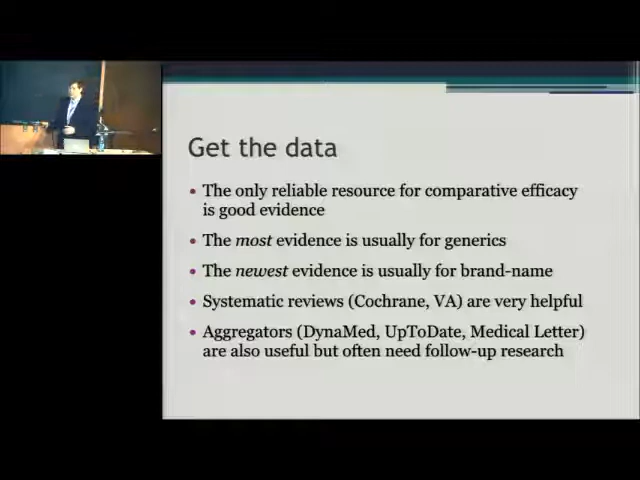 Get the data
• The only reliable resource for comparative efficacy
is good evidence
• The most evidence is usually for generics
• The newest evidence is usually for brand-name
• Systematic reviews (Cochrane, VA) are very helpful
• Aggregators (DynaMed, UpToDate, Medical Letter)
are also useful but often need follow-up research